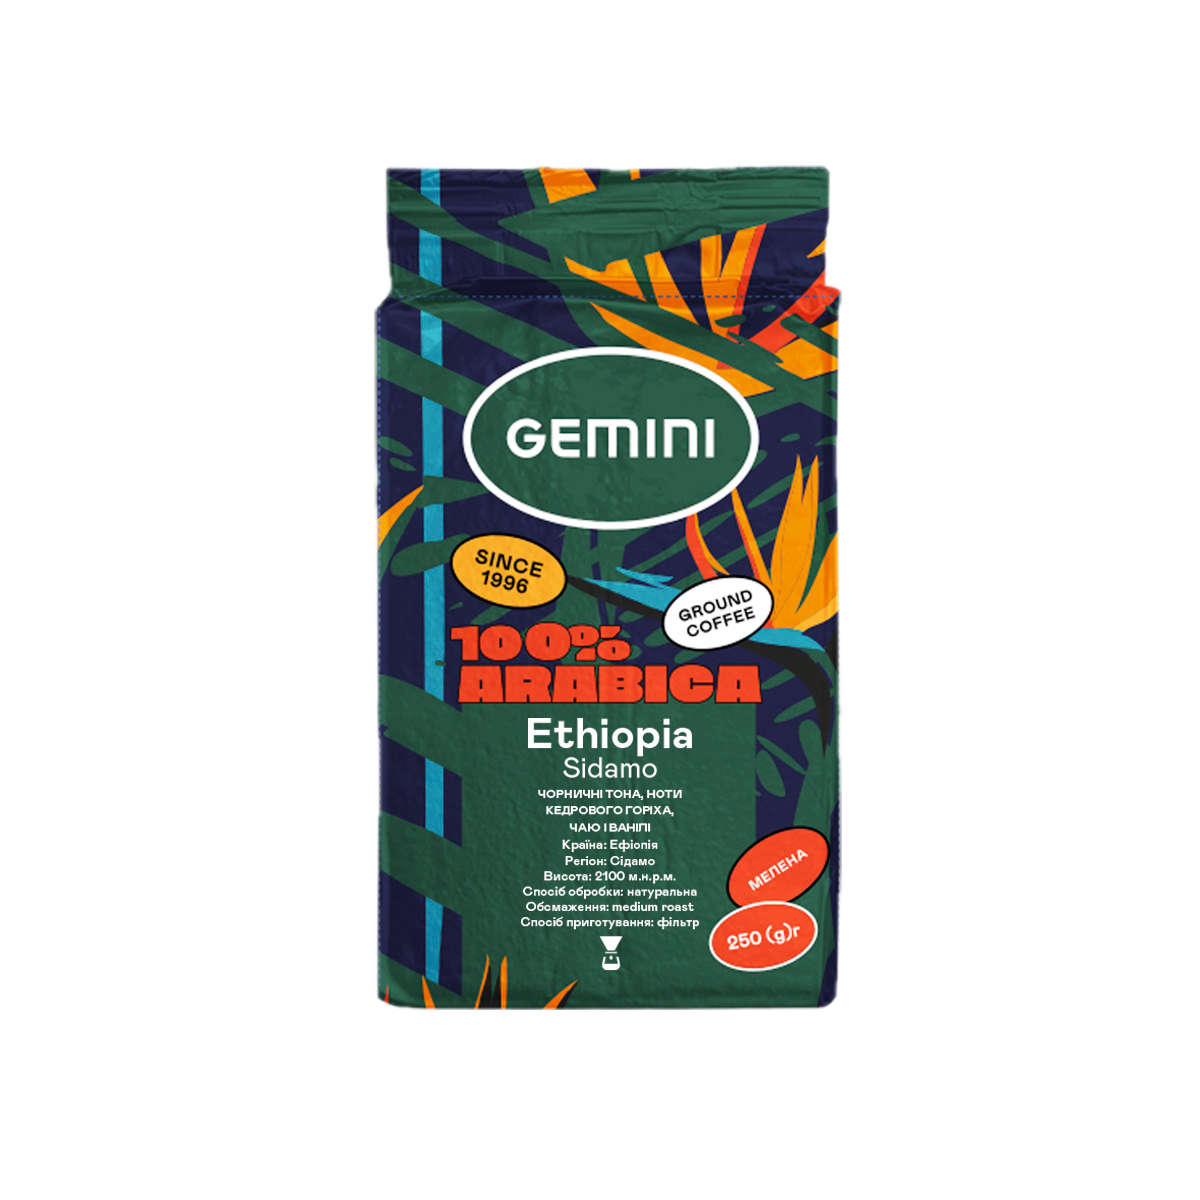 GEMINI
SINCE
1996
GROUND
COFFEE
100%
ARABICA
Ethiopia
Sidamo
ЧОРНИЧНІ ТОНА, НОТИ
КЕДРОВОГО ГОРІХА,
ЧАЮ І ВАНІЛІ
Країна: Ефіопія
Регіон: Сідамо
Висота: 2100 м.н.р.м.
Спосіб обробки: натуральна
Обсмаження: medium roast
Спосіб приготування: фільтр
МЕЛЕНА
250 (g)г